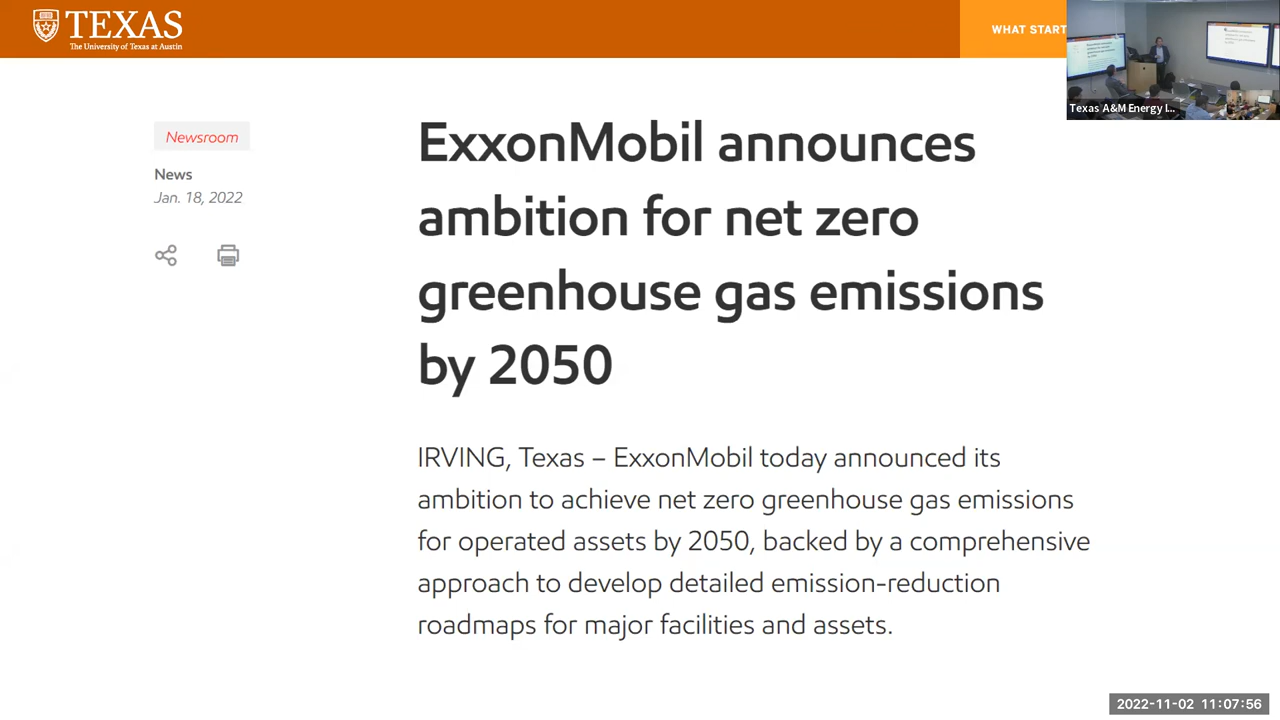 TEXAS
The University of Texas at Austin
WHAT START
Texas A&M Energy I...
Newsroom
News
Jan. 18, 2022
ExxonMobil announces
ambition for net zero
greenhouse gas emissions
by 2050
IRVING, Texas – ExxonMobil today announced its
ambition to achieve net zero greenhouse gas emissions
for operated assets by 2050, backed by a comprehensive
approach to develop detailed emission-reduction
roadmaps for major facilities and assets.
2022-11-02 11:07:56